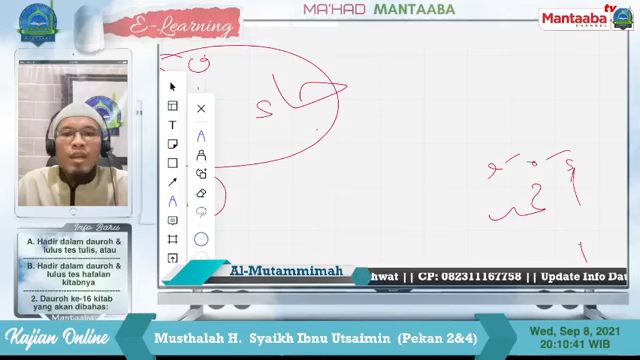 E-Learning
MA'HAD MANTAABA
Mantaaba tv
T
A
A
S
Info Baru
A. Hadir dalam dauroh &
lulus tes tulis, atau
B. Hadir dalam dauroh &
lulus tes hafalan
kitabnya
2. Dauroh ke-16 kitab
yang akan dibahas:
Al-Mutammimah
hwat || CP: 082311167758 || Update Info Dau
Kajian Online
Musthalah H. Syaikh Ibnu Utsaimin (Pekan 2&4)
Wed, Sep 8, 2021
20:10:41 WIB